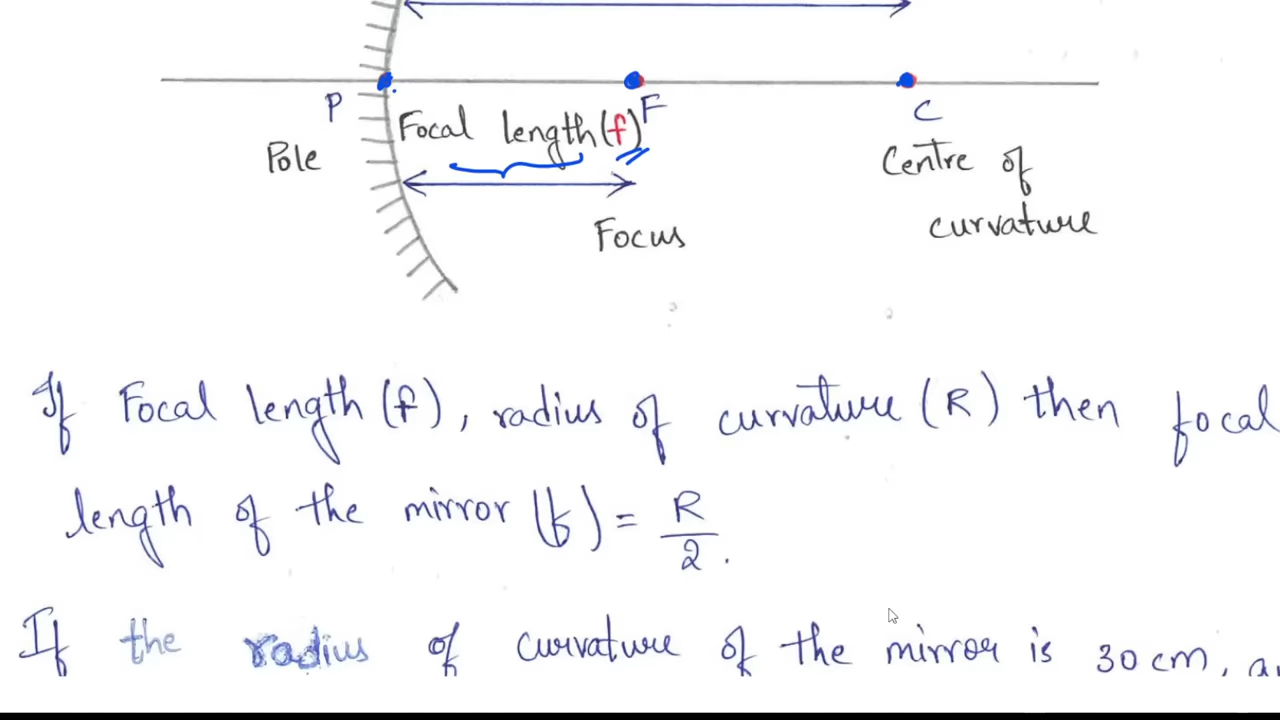 P
F
C
Focal length (f)
Pole
Centre of
curvature
Focus
If Focal length (f), radius of curvature (R) then focal
length of the mirror (f) = R/2.
If the radius of curvature of the mirror is 30 cm,